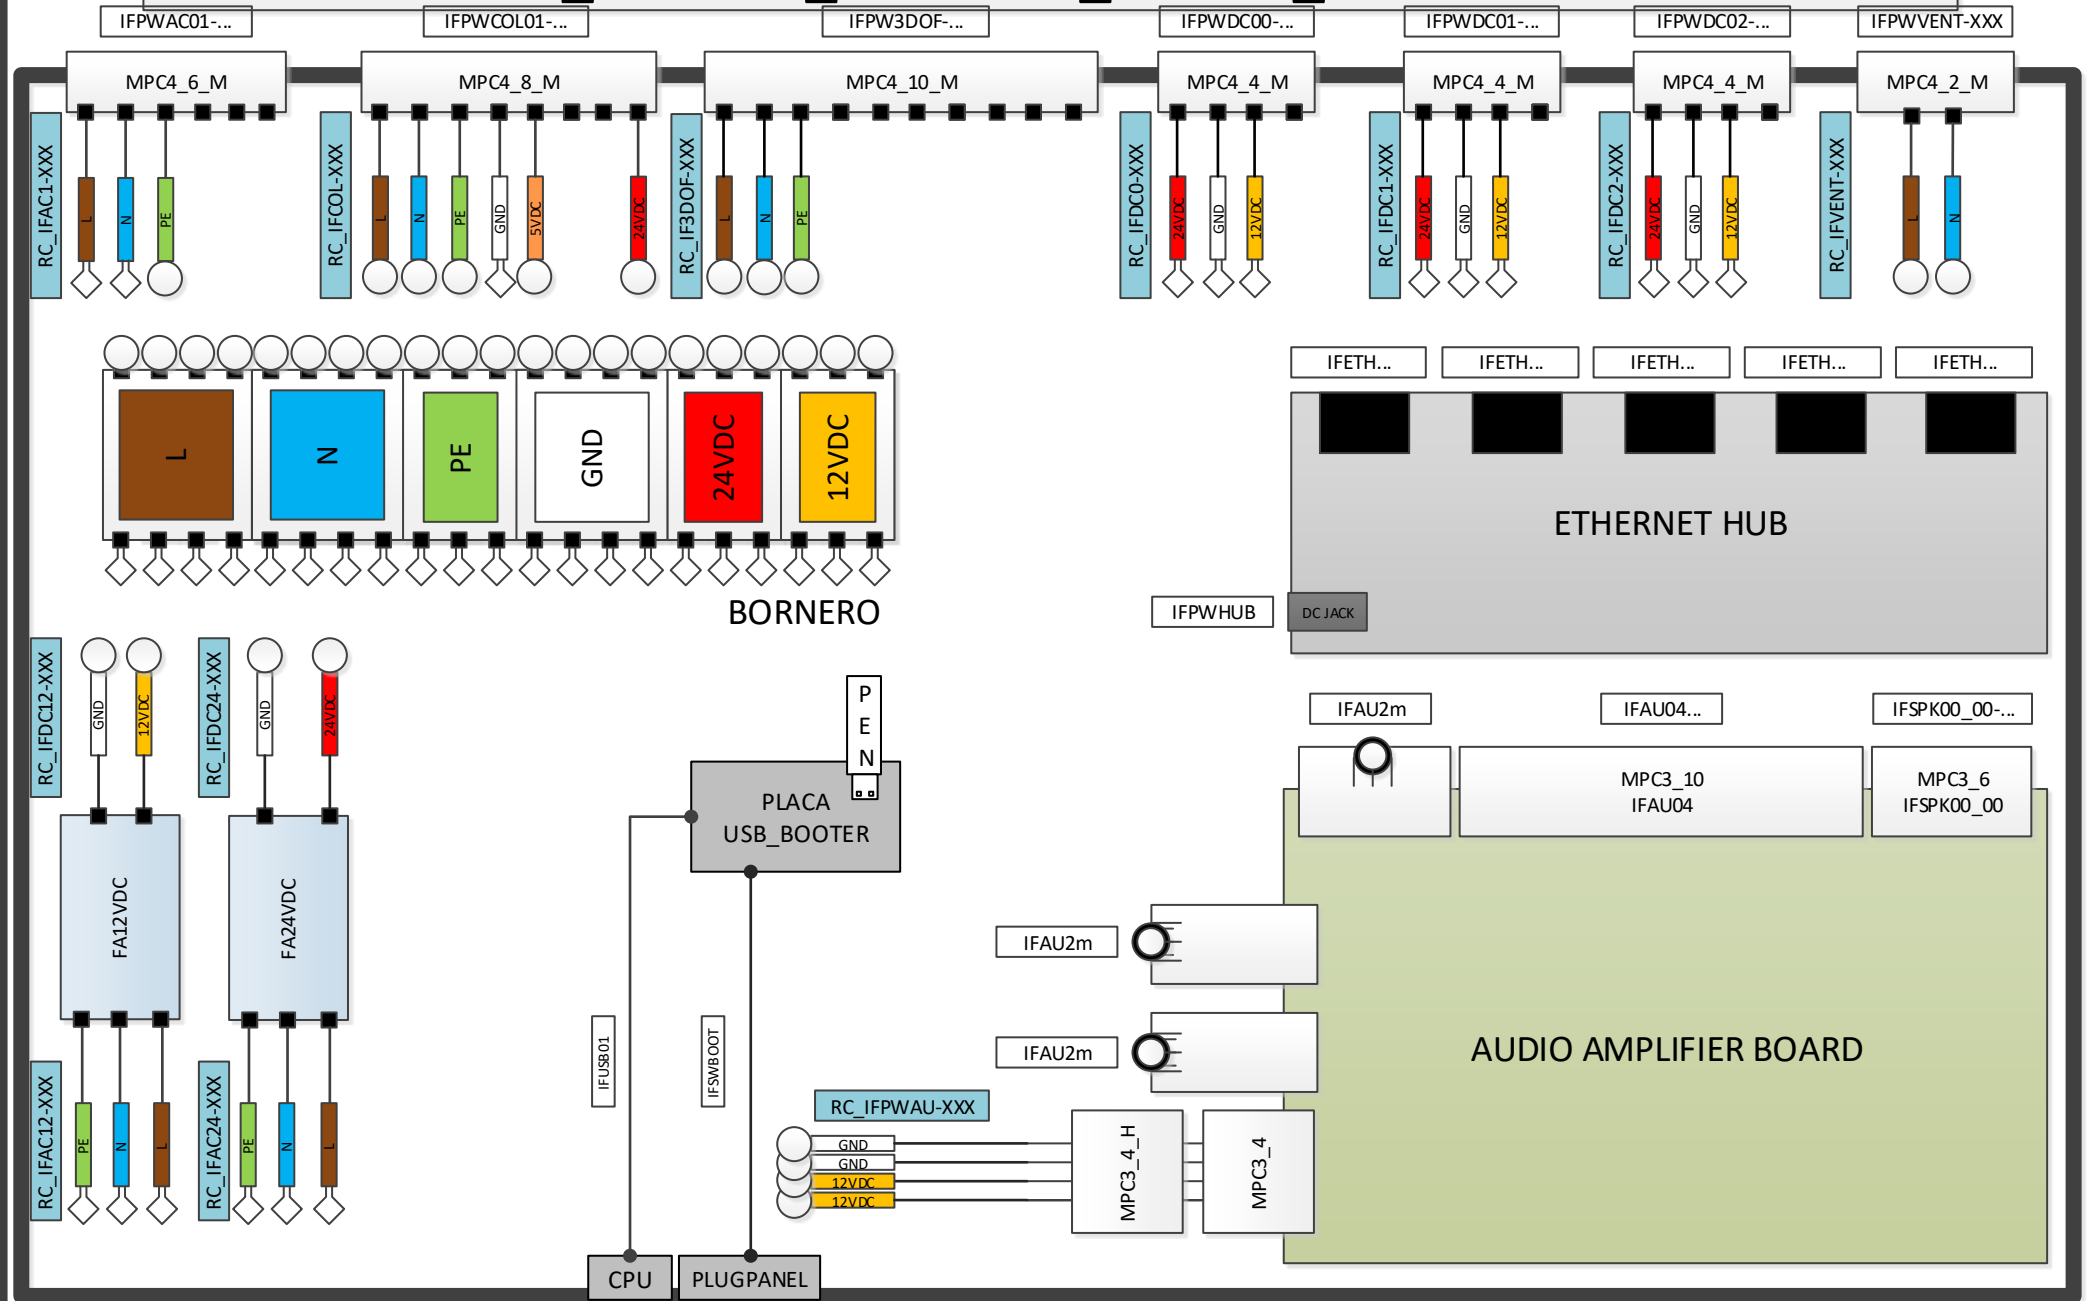 IFPWAC01-...
IFPWCOL01-...
IFPW3DOF-...
IFPWDC00-...
IFPWDC01-...
IFPWDC02-...
IFPWVENT-XXX
MPC4_6_M
MPC4_8_M
MPC4_10_M
MPC4_4_M
MPC4_4_M
MPC4_4_M
MPC4_2_M
RC_IFAC1-XXX
L
N
PE
RC_IFCOL-XXX
L
N
PE
GND
5VDC
24VDC
RC_IF3DOF-XXX
L
N
PE
RC_IFDC0-XXX
24VDC
GND
12VDC
RC_IFDC1-XXX
24VDC
GND
12VDC
RC_IFDC2-XXX
24VDC
GND
12VDC
RC_IFVENT-XXX
L
N
L
N
PE
GND
24VDC
12VDC
BORNERO
IFETH...
IFETH...
IFETH...
IFETH...
IFETH...
ETHERNET HUB
IFPWHUB
DC JACK
RC_IFDC12-XXX
GND
12VDC
RC_IFDC24-XXX
GND
24VDC
FA12VDC
FA24VDC
RC_IFAC12-XXX
PE
N
L
RC_IFAC24-XXX
PE
N
L
P
E
N
PLACA
USB_BOOTER
IFUSB01
IFSWBOOT
CPU
PLUGPANEL
IFAU2m
IFAU04...
IFSPK00_00-...
MPC3_10
IFAU04
MPC3_6
IFSPK00_00
IFAU2m
IFAU2m
AUDIO AMPLIFIER BOARD
RC_IFPWAU-XXX
GND
GND
12VDC
12VDC
MPC3_4_H
MPC3_4